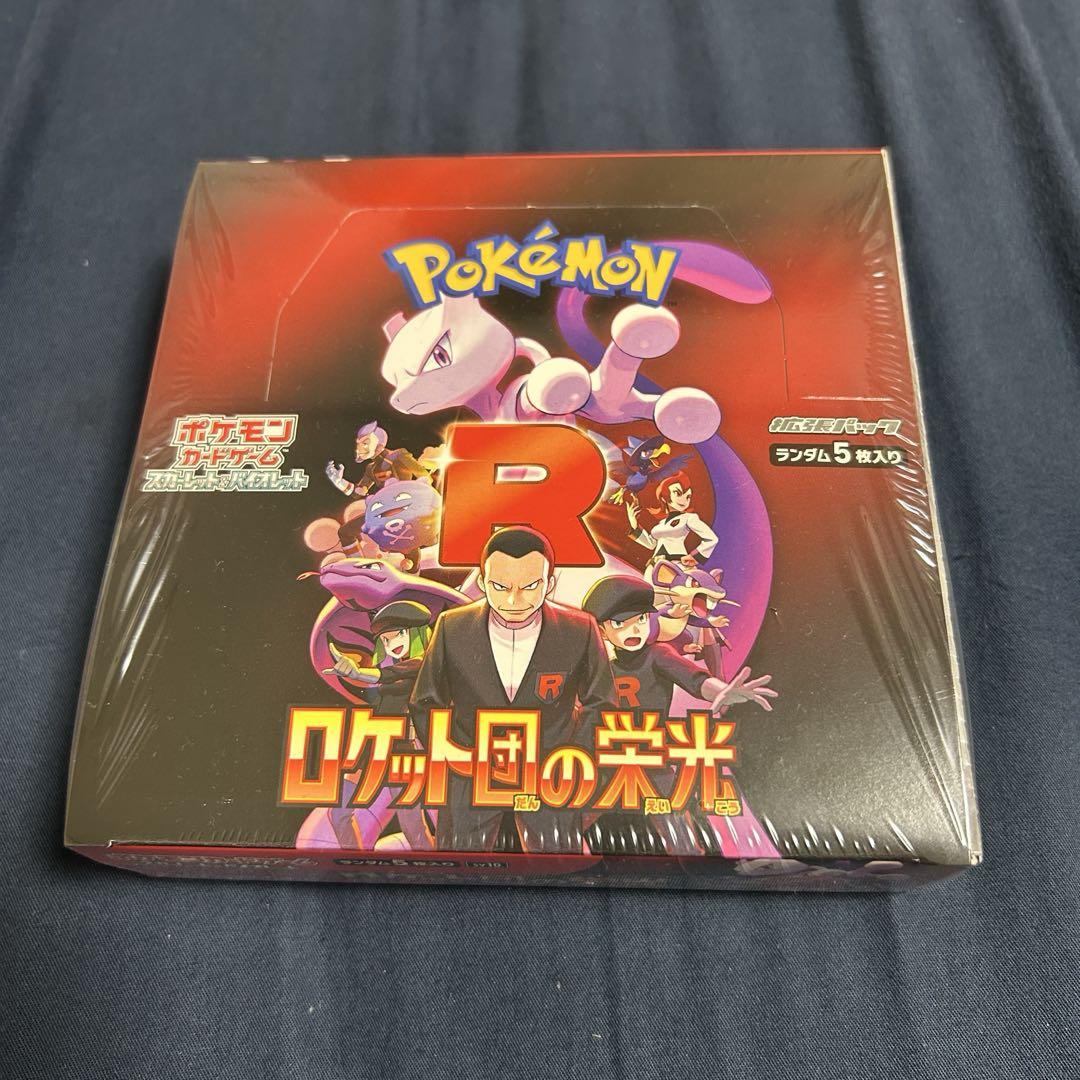 POKéMON
ポケモン
カードゲーム
スカーレット&バイオレット
拡張パック
ランダム5枚入り
R
R
R
ロケット団の栄光
だん えい こう
ランダム5枚入り sv10